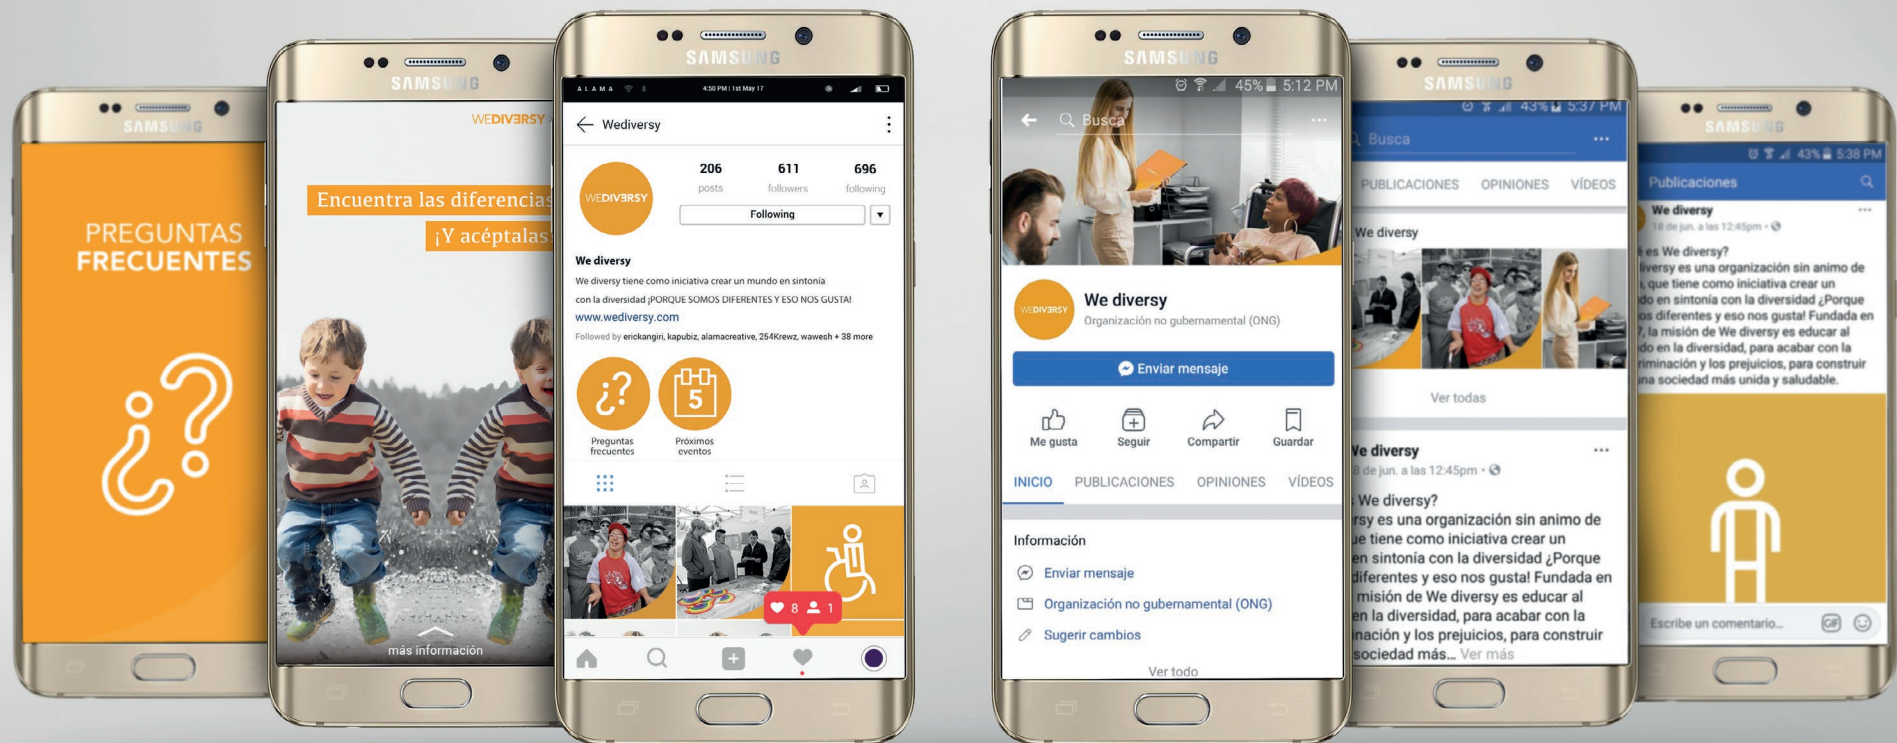 SAMSUNG
PREGUNTAS
FRECUENTES
¿?
SAMSUNG
WEDIV3RSY
Encuentra las diferencias
¡Y acéptalas
más información
SAMSUNG
ALAMA
4:50 PM | 1st May 17
← Wediversy
206 611 696
posts followers following
WEDIV3RSY
Following
We diversy
We diversy tiene como iniciativa crear un mundo en sintonia
con la diversidad ¡PORQUE SOMOS DIFERENTES Y ESO NOS GUSTA!
www.wediversy.com
Followed by erickangiri, kapubiz, alamacreative, 254Krewz, wawesh + 38 more
¿? 5
Preguntas Próximos
frecuentes eventos
8 1
SAMSUNG
45% 5:12 PM
Busca
WEDIV3RSY
We diversy
Organización no gubernamental (ONG)
Enviar mensaje
Me gusta Seguir Compartir Guardar
INICIO PUBLICACIONES OPINIONES VÍDEOS
Información
Enviar mensaje
Organización no gubernamental (ONG)
Sugerir cambios
Ver todo
SAMSUNG
43% 5:37 PM
Busca
PUBLICACIONES OPINIONES VÍDEOS
We diversy
Ver todas
We diversy
8 de jun. a las 12:45pm
We diversy?
rsy es una organización sin animo de
ue tiene como iniciativa crear un
en sintonía con la diversidad ¿Porque
diferentes y eso nos gusta! Fundada en
misión de We diversy es educar al
en la diversidad, para acabar con la
inación y los prejuicios, para construir
sociedad más... Ver más
SAMSUNG
43% 5:38 PM
Publicaciones
We diversy
18 de jun. a las 12:45pm
é es We diversy?
iversy es una organización sin animo de
, que tiene como iniciativa crear un
do en sintonía con la diversidad ¿Porque
os diferentes y eso nos gusta! Fundada en
7, la misión de We diversy es educar al
do en la diversidad, para acabar con la
riminación y los prejuicios, para construir
una sociedad más unida y saludable.
Escribe un comentario...
GIF